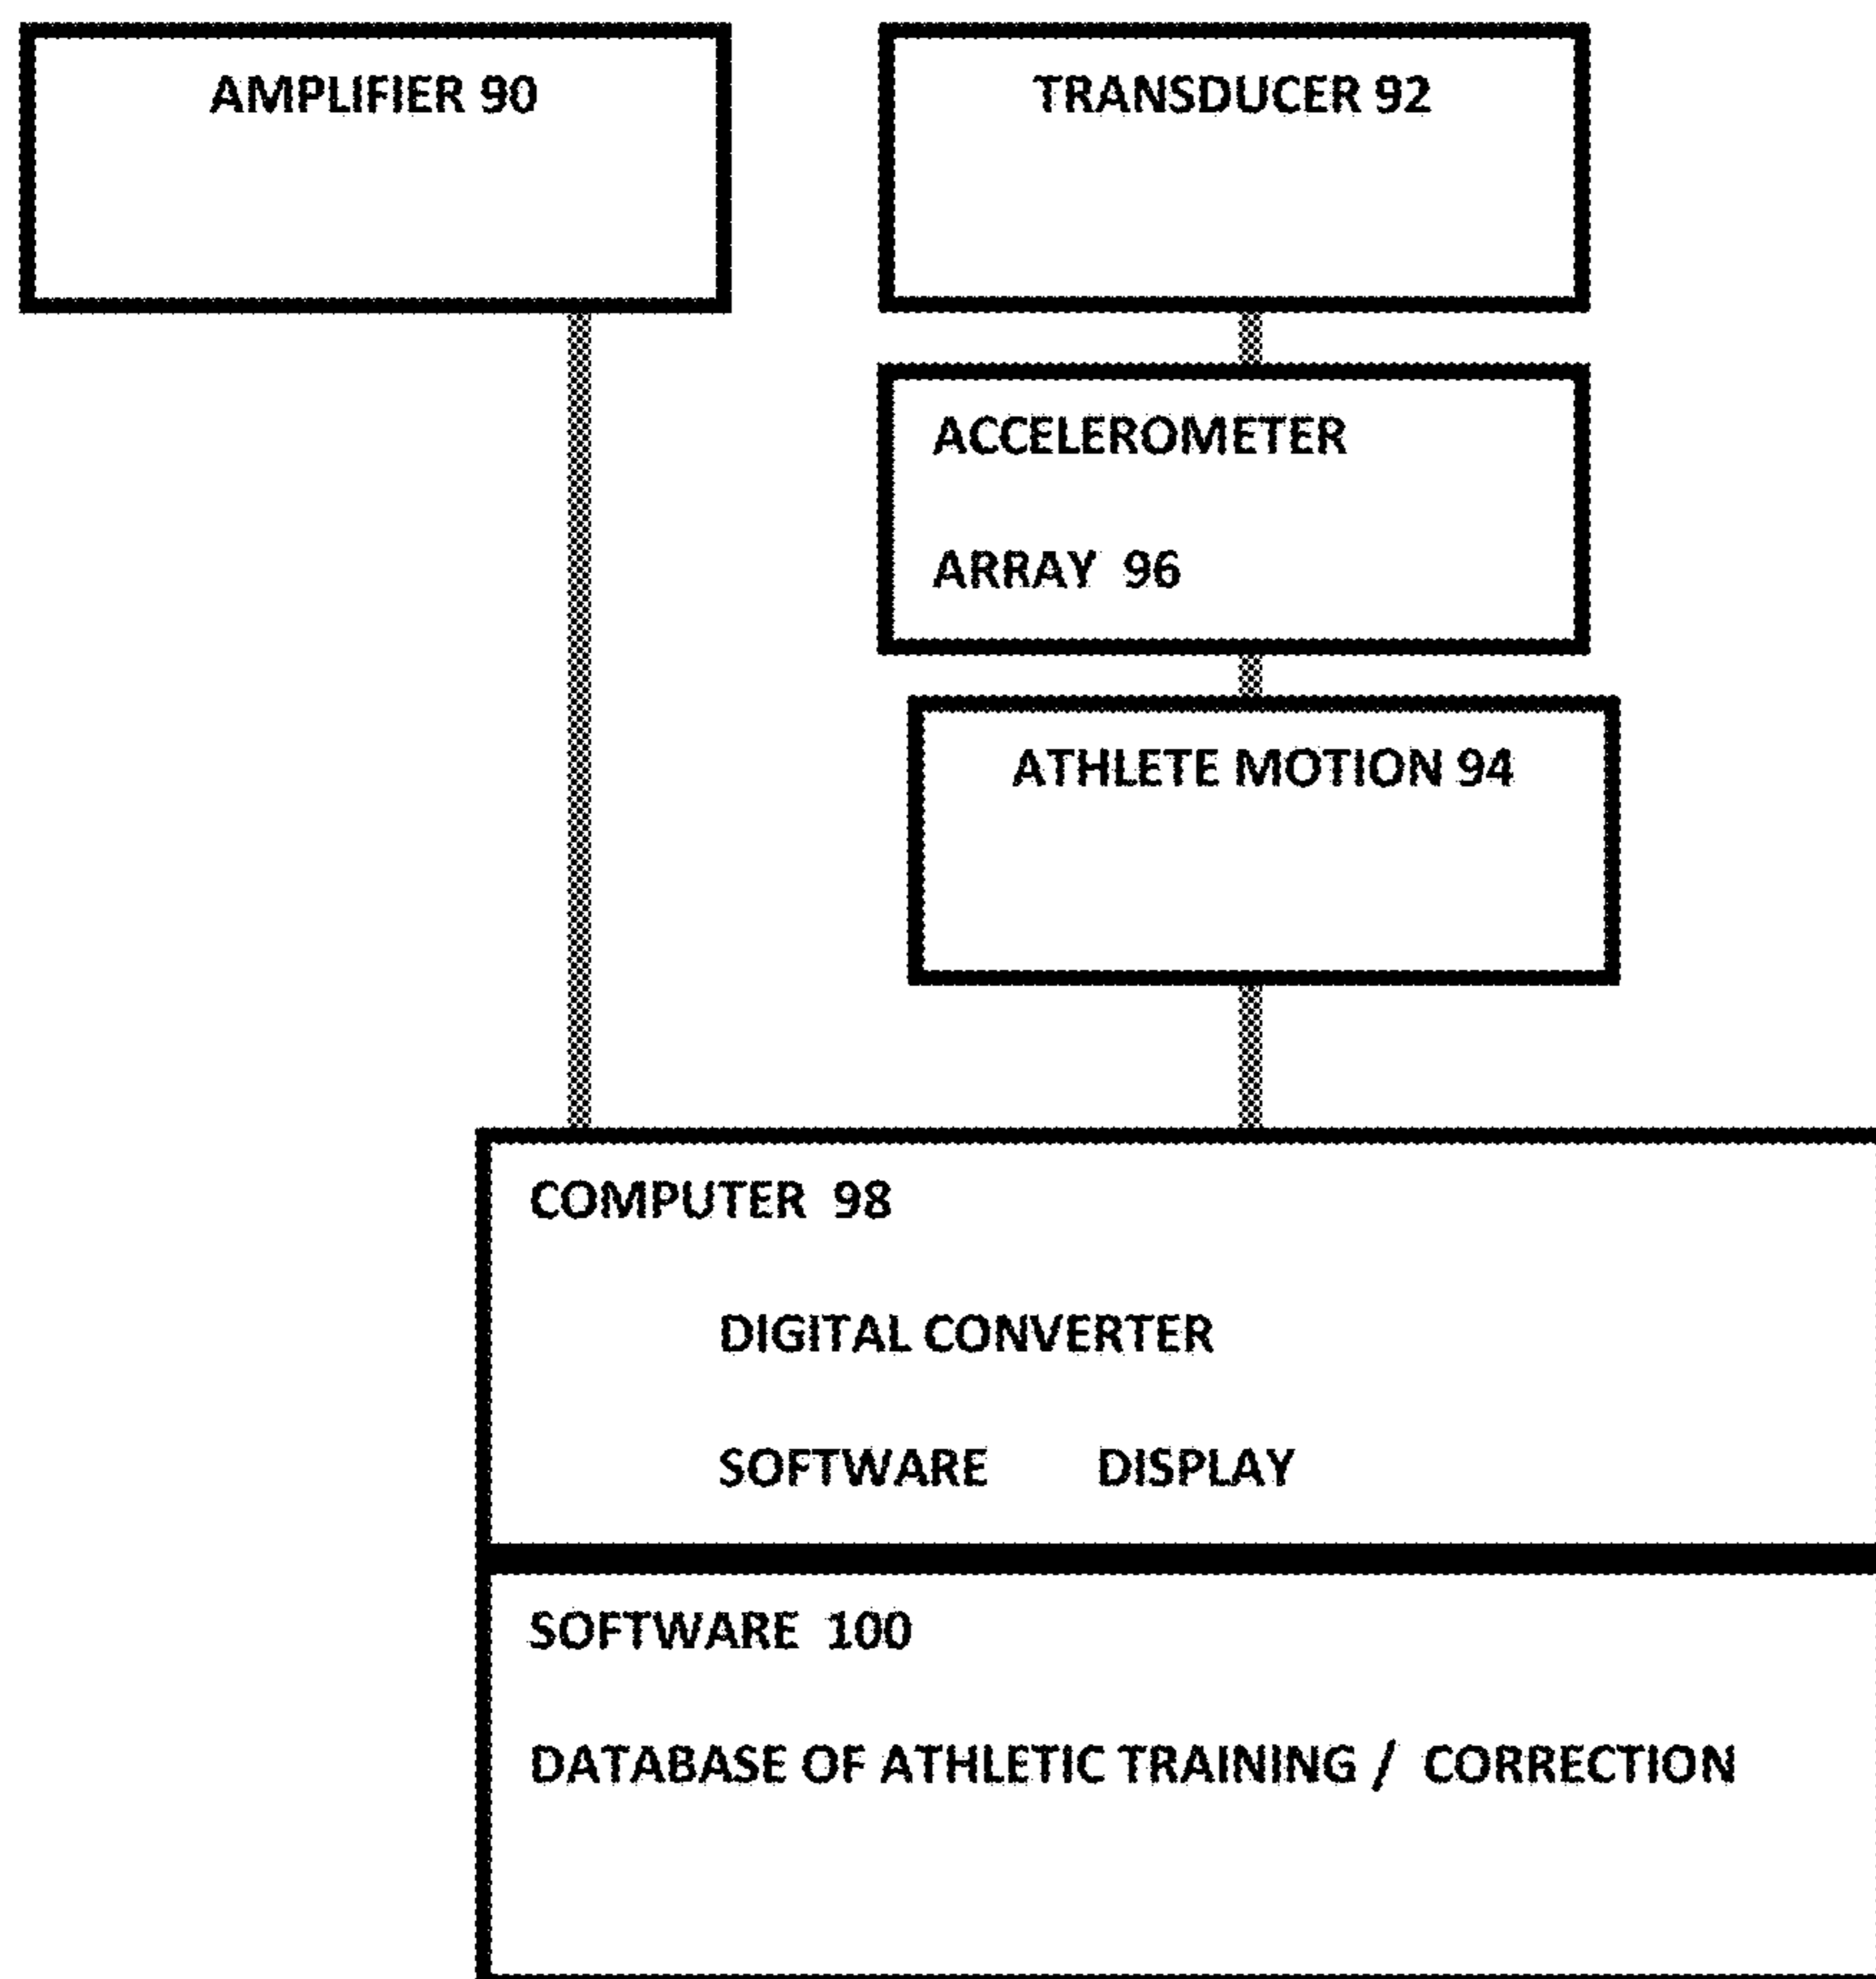 AMPLIFIER 90
TRANSDUCER 92
ACCELEROMETER
ARRAY 96
ATHLETE MOTION 94
COMPUTER 98
DIGITAL CONVERTER
SOFTWARE DISPLAY
SOFTWARE 100
DATABASE OF ATHLETIC TRAINING / CORRECTION